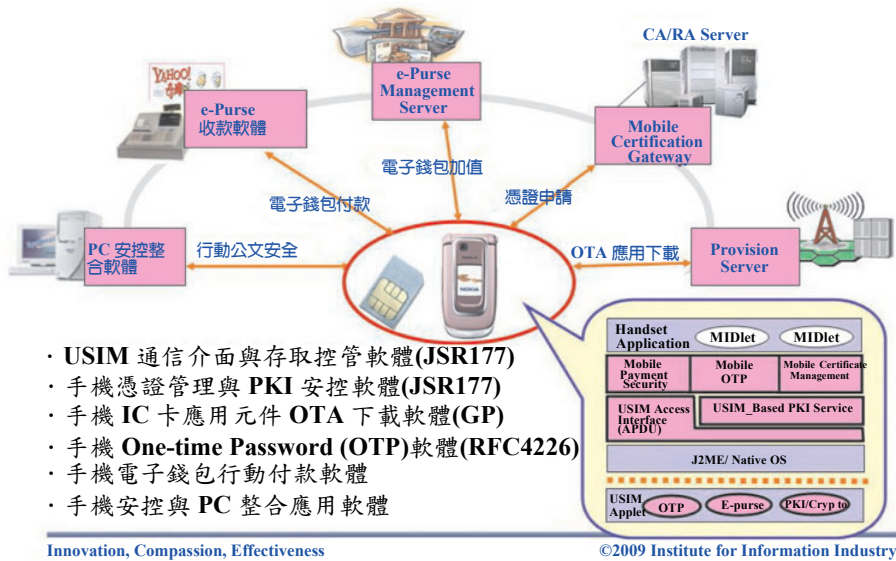 CA/RA Server
YAHOO!
e-Purse
收款軟體
e-Purse
Management
Server
Mobile
Certification
Gateway
電子錢包加值
憑證申請
電子錢包付款
PC 安控整
合軟體
行動公文安全
OTA 應用下載
Provision
Server
NOKIA
· USIM 通信介面與存取控管軟體(JSR177)
· 手機憑證管理與 PKI 安控軟體(JSR177)
· 手機 IC 卡應用元件 OTA 下載軟體(GP)
· 手機 One-time Password (OTP)軟體(RFC4226)
· 手機電子錢包行動付款軟體
· 手機安控與 PC 整合應用軟體
Handset
Application
MIDlet
MIDlet
Mobile
Payment
Security
Mobile
OTP
Mobile Certificate
Management
USIM Access
Interface
(APDU)
USIM_Based PKI Service
J2ME/ Native OS
USIM
Applet
OTP
E-purse
PKI/Cryp to
Innovation, Compassion, Effectiveness
©2009 Institute for Information Industry